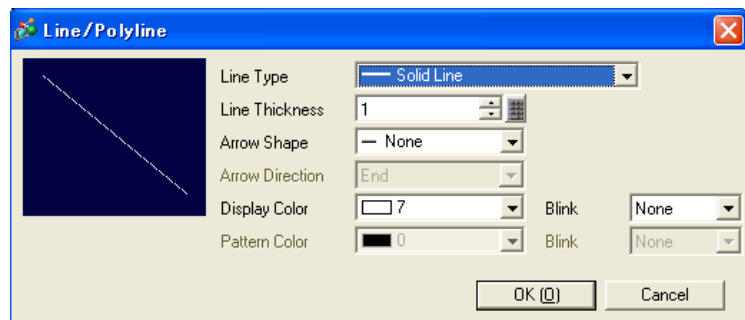 Line/Polyline
Line Type — Solid Line
Line Thickness 1
Arrow Shape — None
Arrow Direction End
Display Color 7 Blink None
Pattern Color 0 Blink None
OK (O) Cancel